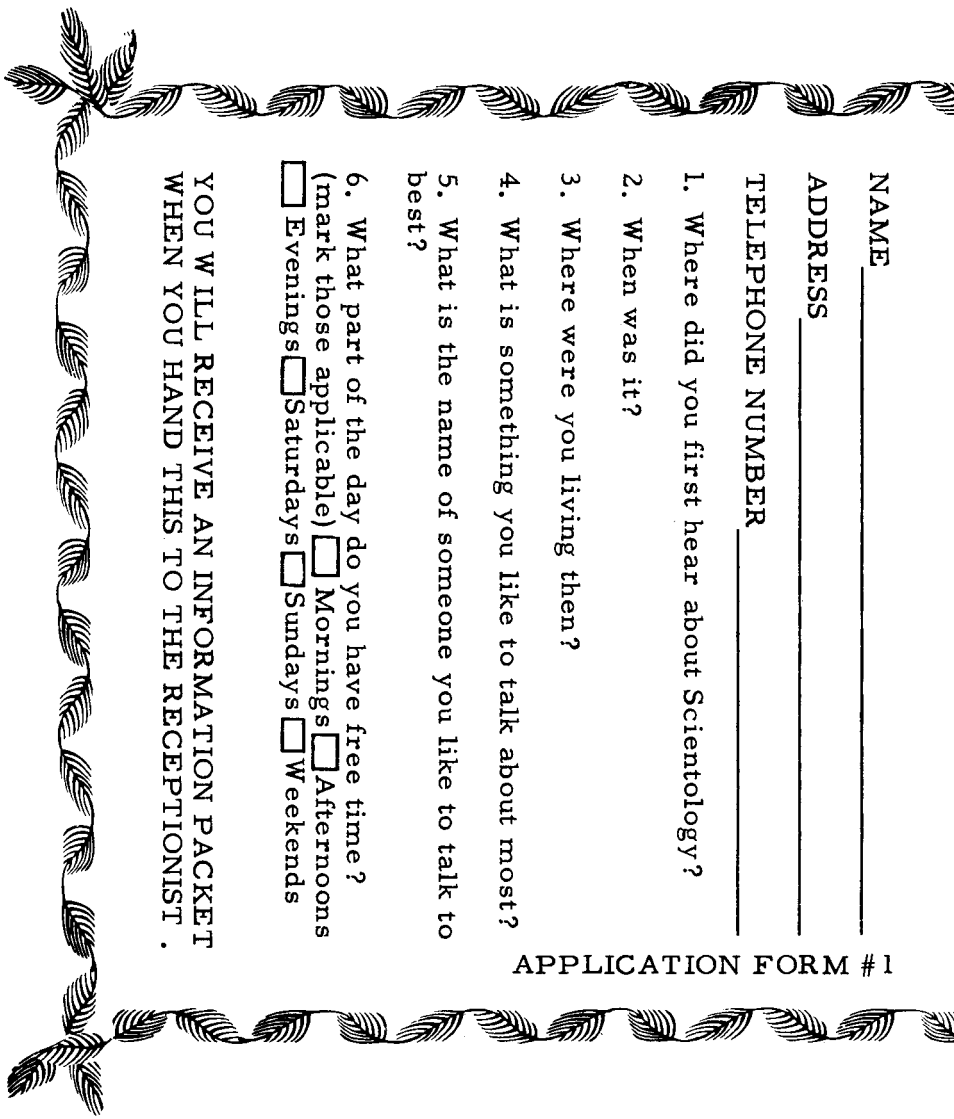 NAME
ADDRESS
TELEPHONE NUMBER
1. Where did you first hear about Scientology?
2. When was it?
3. Where were you living then?
4. What is something you like to talk about most?
5. What is the name of someone you like to talk to
best?
6. What part of the day do you have free time?
(mark those applicable) Mornings Afternoons
Evenings Saturdays Sundays Weekends
YOU WILL RECEIVE AN INFORMATION PACKET
WHEN YOU HAND THIS TO THE RECEPTIONIST.
APPLICATION FORM #1